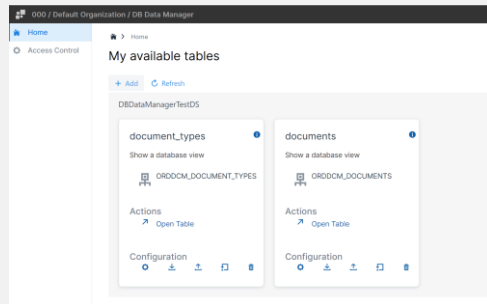 000 / Default Organization / DB Data Manager
Home
Access Control
Home
My available tables
+ Add Refresh
DBDataManagerTestDS
document_types
Show a database view
ORDDCM_DOCUMENT_TYPES
Actions
Open Table
Configuration
documents
Show a database view
ORDDCM_DOCUMENTS
Actions
Open Table
Configuration